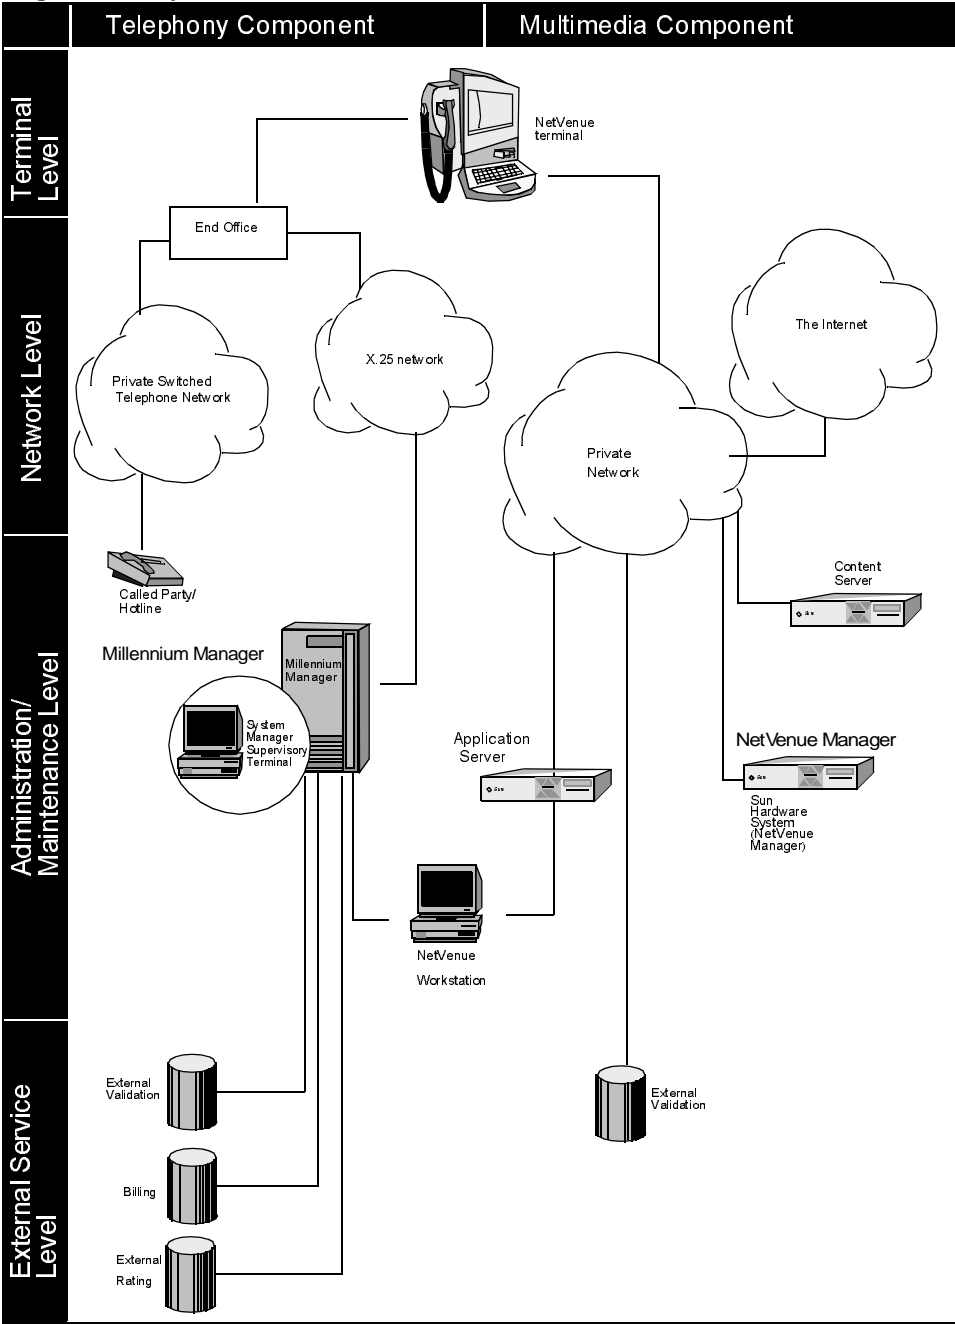 Telephony Component
Multimedia Component
Terminal
Level
NetVenue
terminal
End Office
Network Level
The Internet
X.25 network
Private Switched
Telephone Network
Private
Network
Called Party/
Hotline
Content
Server
Sun
Administration/
Maintenance Level
Millennium Manager
Millennium
Manager
System
Manager
Supervisory
Terminal
Application
Server
Sun
NetVenue Manager
Sun
Sun
Hardware
System
(NetVenue
Manager)
NetVenue
Workstation
External Service
Level
External
Validation
External
Validation
Billing
External
Rating